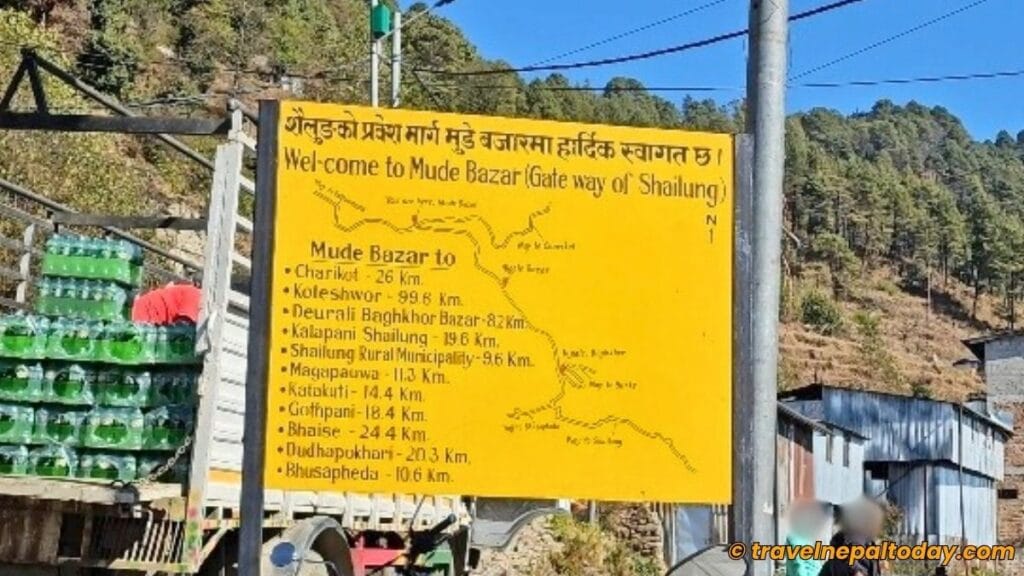 शैलुङको प्रवेश मार्ग मुडे बजारमा हार्दिक स्वागत छ ।
Wel-come to Mude Bazar (Gate way of Shailung)
N
Mude Bazar to
• Charikot - 26 Km.
• Koteshwor - 99.6 Km.
• Deurali Baghkhor Bazar - 8.2 Km.
• Kalapani Shailung - 19.6 Km.
• Shailung Rural Municipality - 9.6 Km.
• Magapauwa - 11.3 Km.
• Katakuti - 14.4 Km.
• Gothpani - 18.4 Km.
• Bhaise - 24.4 Km.
• Dudhapokhari - 20.3 Km.
• Bhusapheda - 10.6 Km.
© travelnepaltoday.com